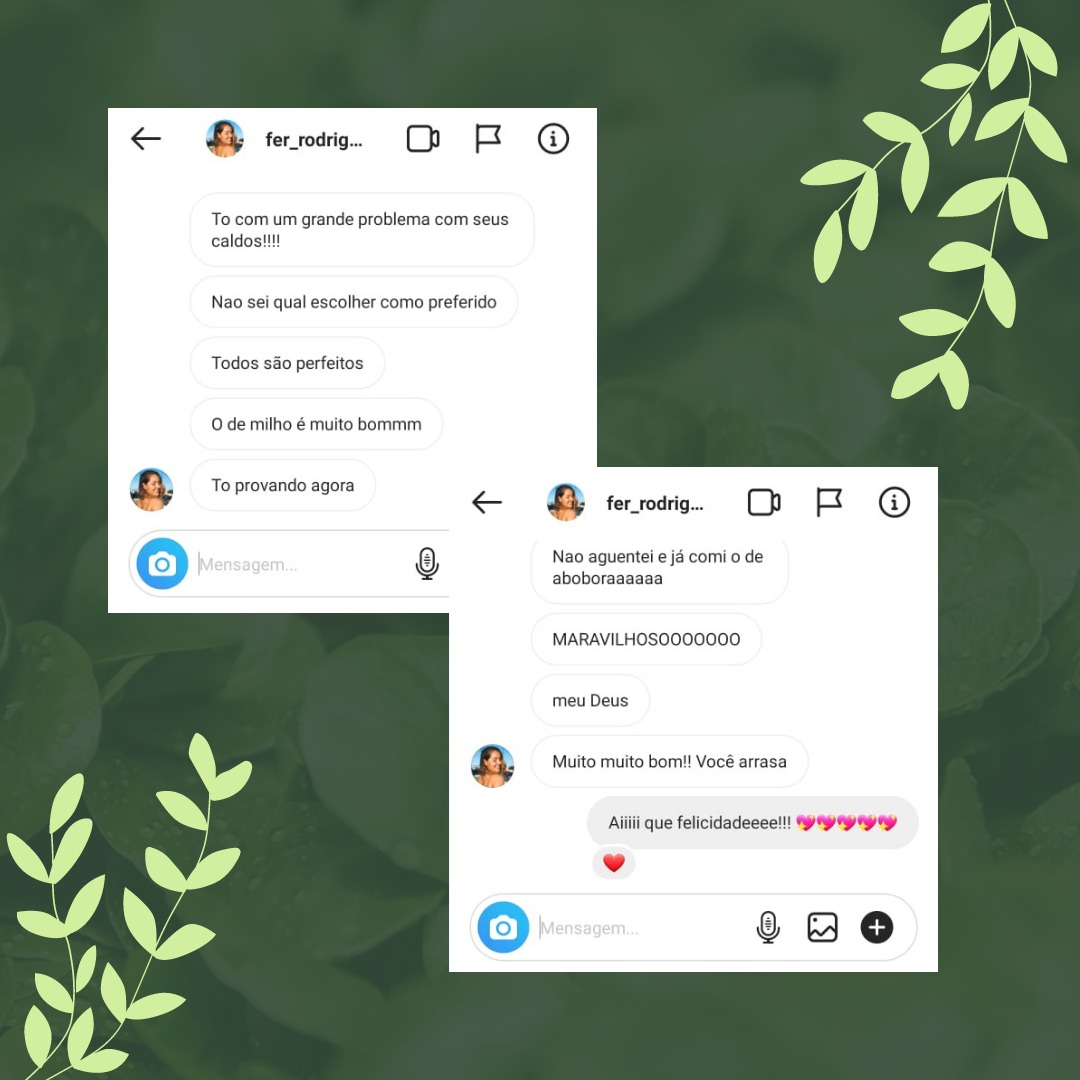 fer_rodrig...
To com um grande problema com seus
caldos!!!!
Nao sei qual escolher como preferido
Todos são perfeitos
O de milho é muito bommm
To provando agora
Mensagem...
fer_rodrig...
Nao aguentei e já comi o de
aboboraaaaaa
MARAVILHOSOOOOOOO
meu Deus
Muito muito bom!! Você arrasa
Aiiiii que felicidadeeee!!! 💖💖💖💖💖
Mensagem...